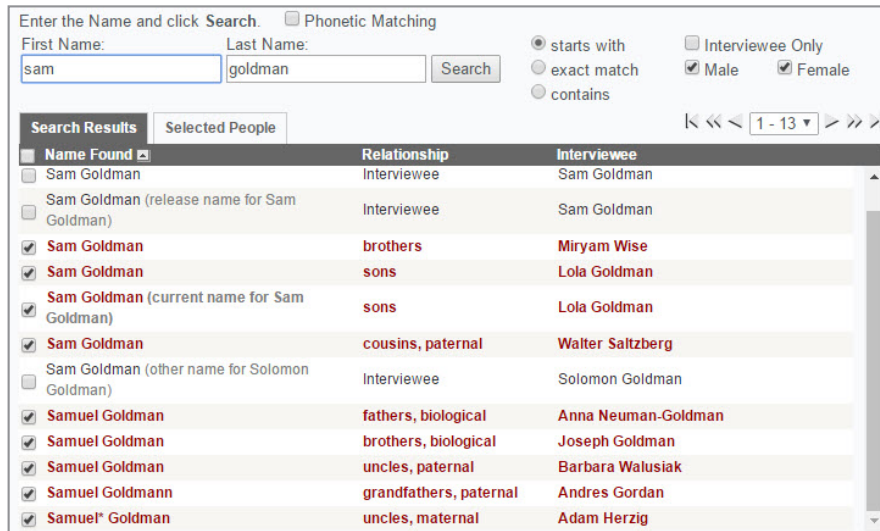 Enter the Name and click Search. Phonetic Matching
First Name: Last Name:
sam goldman Search
starts with
exact match
contains
Interviewee Only
Male Female
Search Results Selected People
1 - 13
Name Found Relationship Interviewee
Sam Goldman Interviewee Sam Goldman
Sam Goldman (release name for Sam
Goldman) Interviewee Sam Goldman
Sam Goldman brothers Miryam Wise
Sam Goldman sons Lola Goldman
Sam Goldman (current name for Sam
Goldman) sons Lola Goldman
Sam Goldman cousins, paternal Walter Saltzberg
Sam Goldman (other name for Solomon
Goldman) Interviewee Solomon Goldman
Samuel Goldman fathers, biological Anna Neuman-Goldman
Samuel Goldman brothers, biological Joseph Goldman
Samuel Goldman uncles, paternal Barbara Walusiak
Samuel Goldmann grandfathers, paternal Andres Gordan
Samuel* Goldman uncles, maternal Adam Herzig